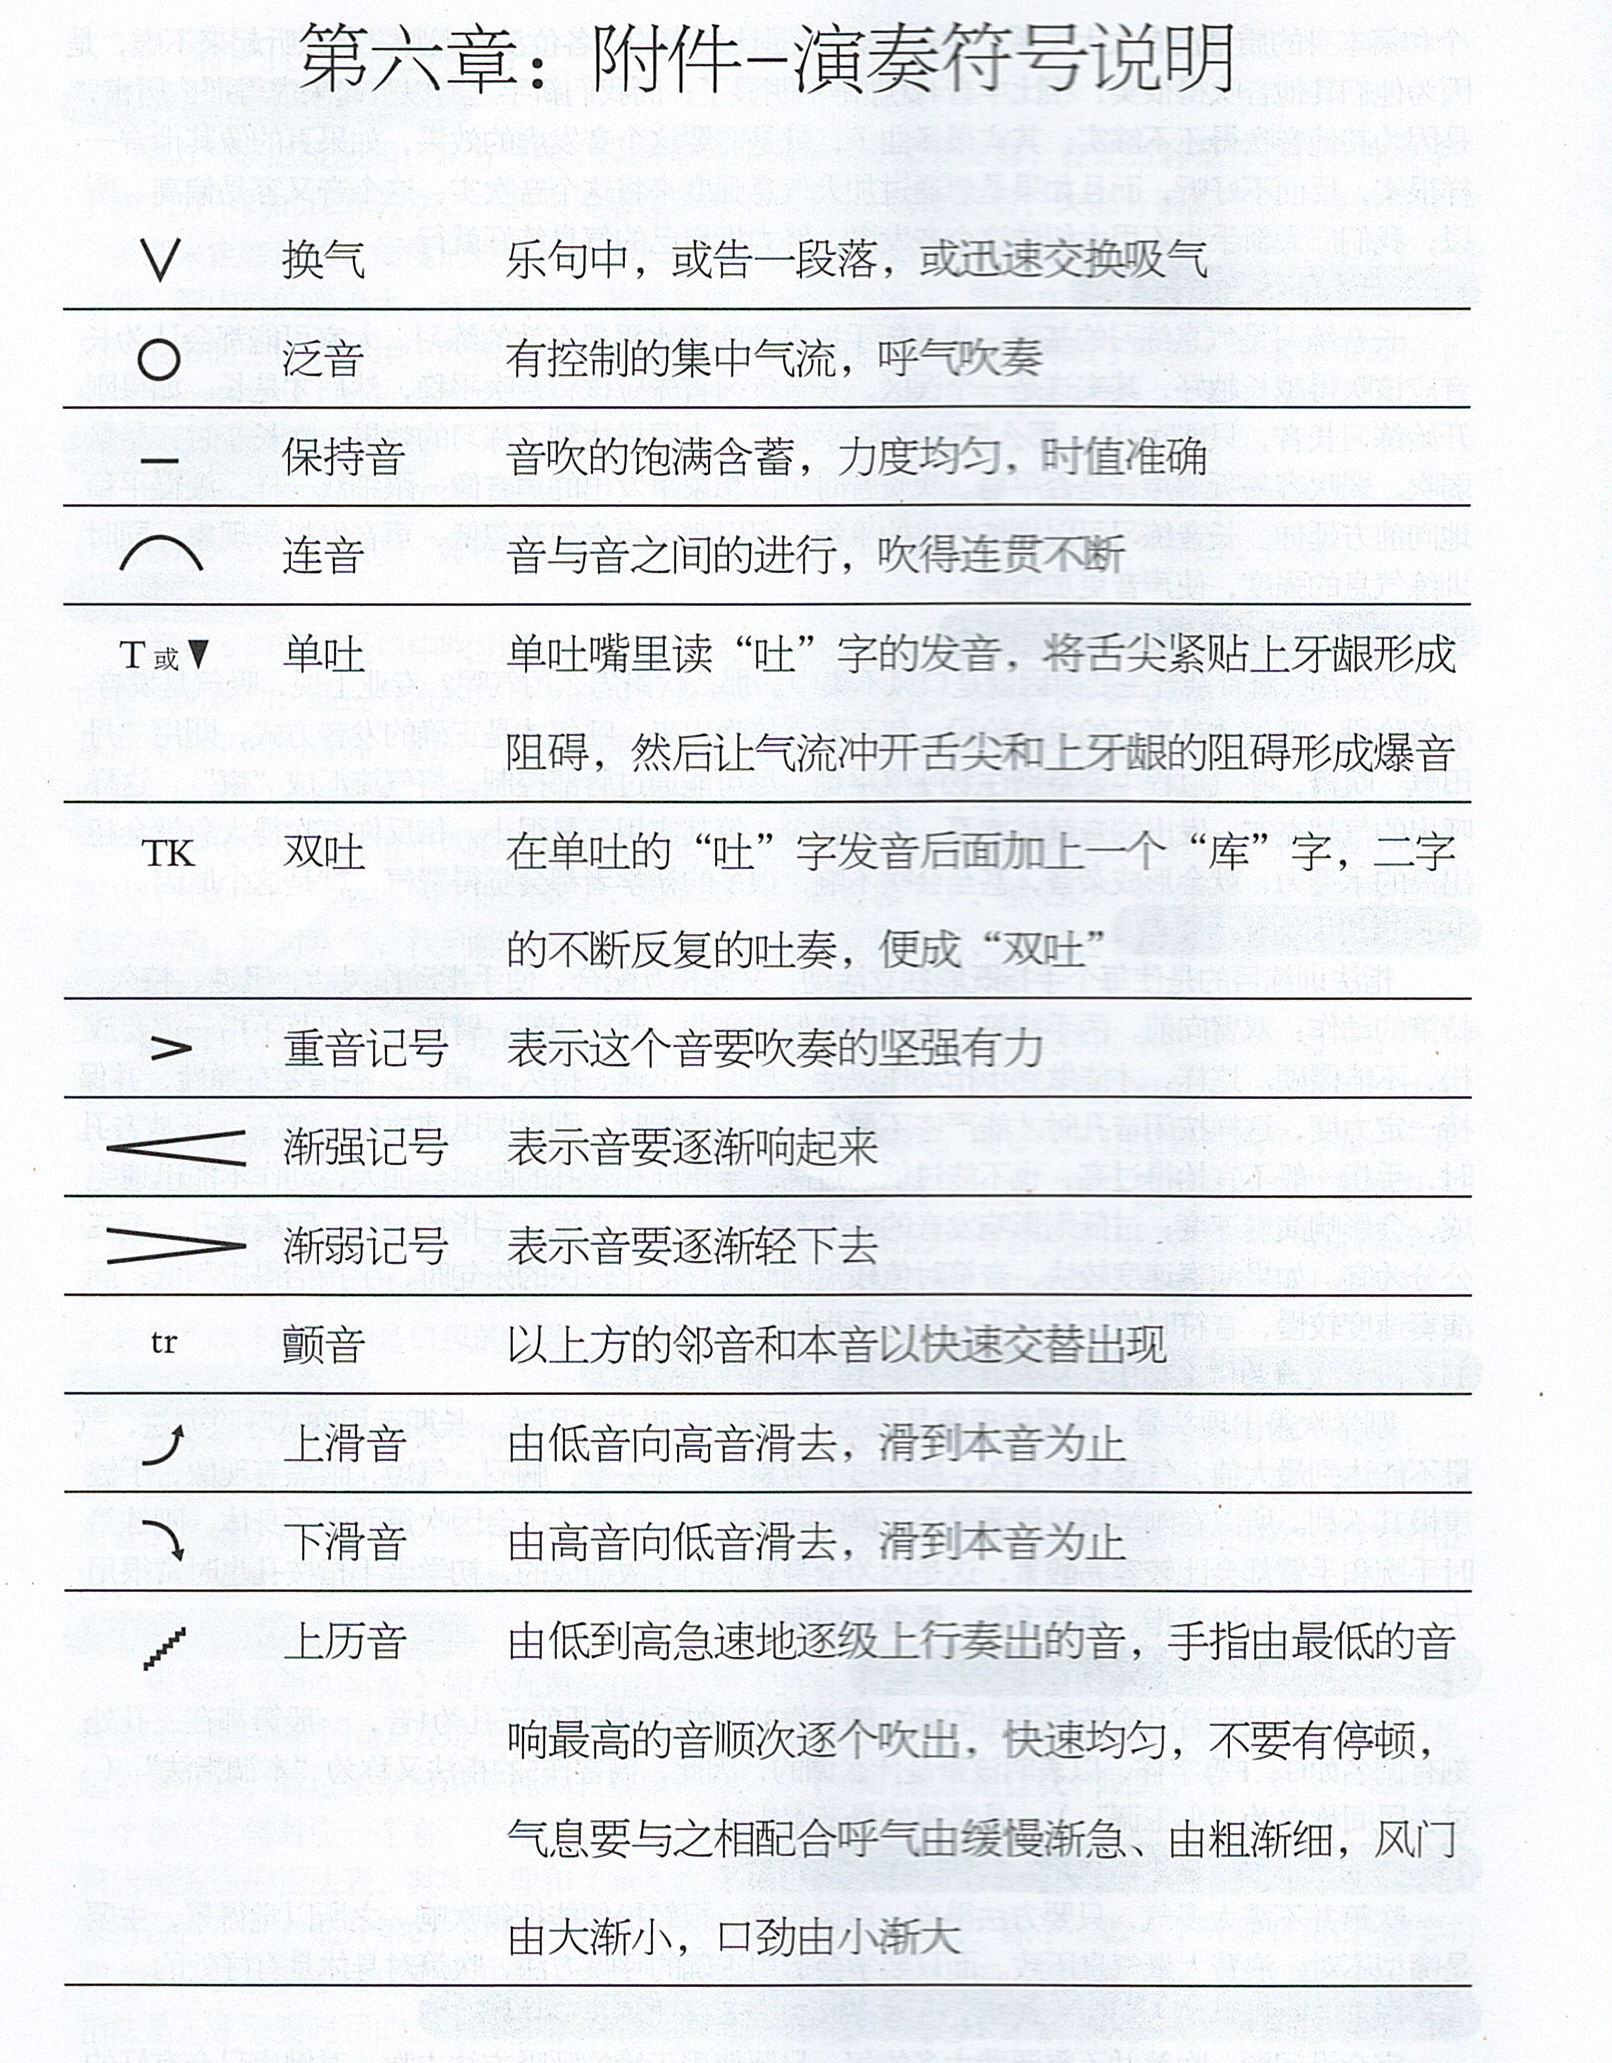 第六章：附件-演奏符号说明
V 换气 乐句中，或告一段落，或迅速交换吸气
○ 泛音 有控制的集中气流，呼气吹奏
— 保持音 音吹的饱满含蓄，力度均匀，时值准确
⌒ 连音 音与音之间的进行，吹得连贯不断
T或▼ 单吐 单吐嘴里读“吐”字的发音，将舌尖紧贴上牙龈形成
阻碍，然后让气流冲开舌尖和上牙龈的阻碍形成爆音
TK 双吐 在单吐的“吐”字发音后面加上一个“库”字，二字
的不断反复的吐奏，便成“双吐”
> 重音记号 表示这个音要吹奏的坚强有力
渐强记号 表示音要逐渐响起来
渐弱记号 表示音要逐渐轻下去
tr 颤音 以上方的邻音和本音以快速交替出现
上滑音 由低音向高音滑去，滑到本音为止
下滑音 由高音向低音滑去，滑到本音为止
上历音 由低到高急速地逐级上行奏出的音，手指由最低的音
响最高的音顺次逐个吹出，快速均匀，不要有停顿，
气息要与之相配合呼气由缓慢渐急、由粗渐细，风门
由大渐小，口劲由小渐大